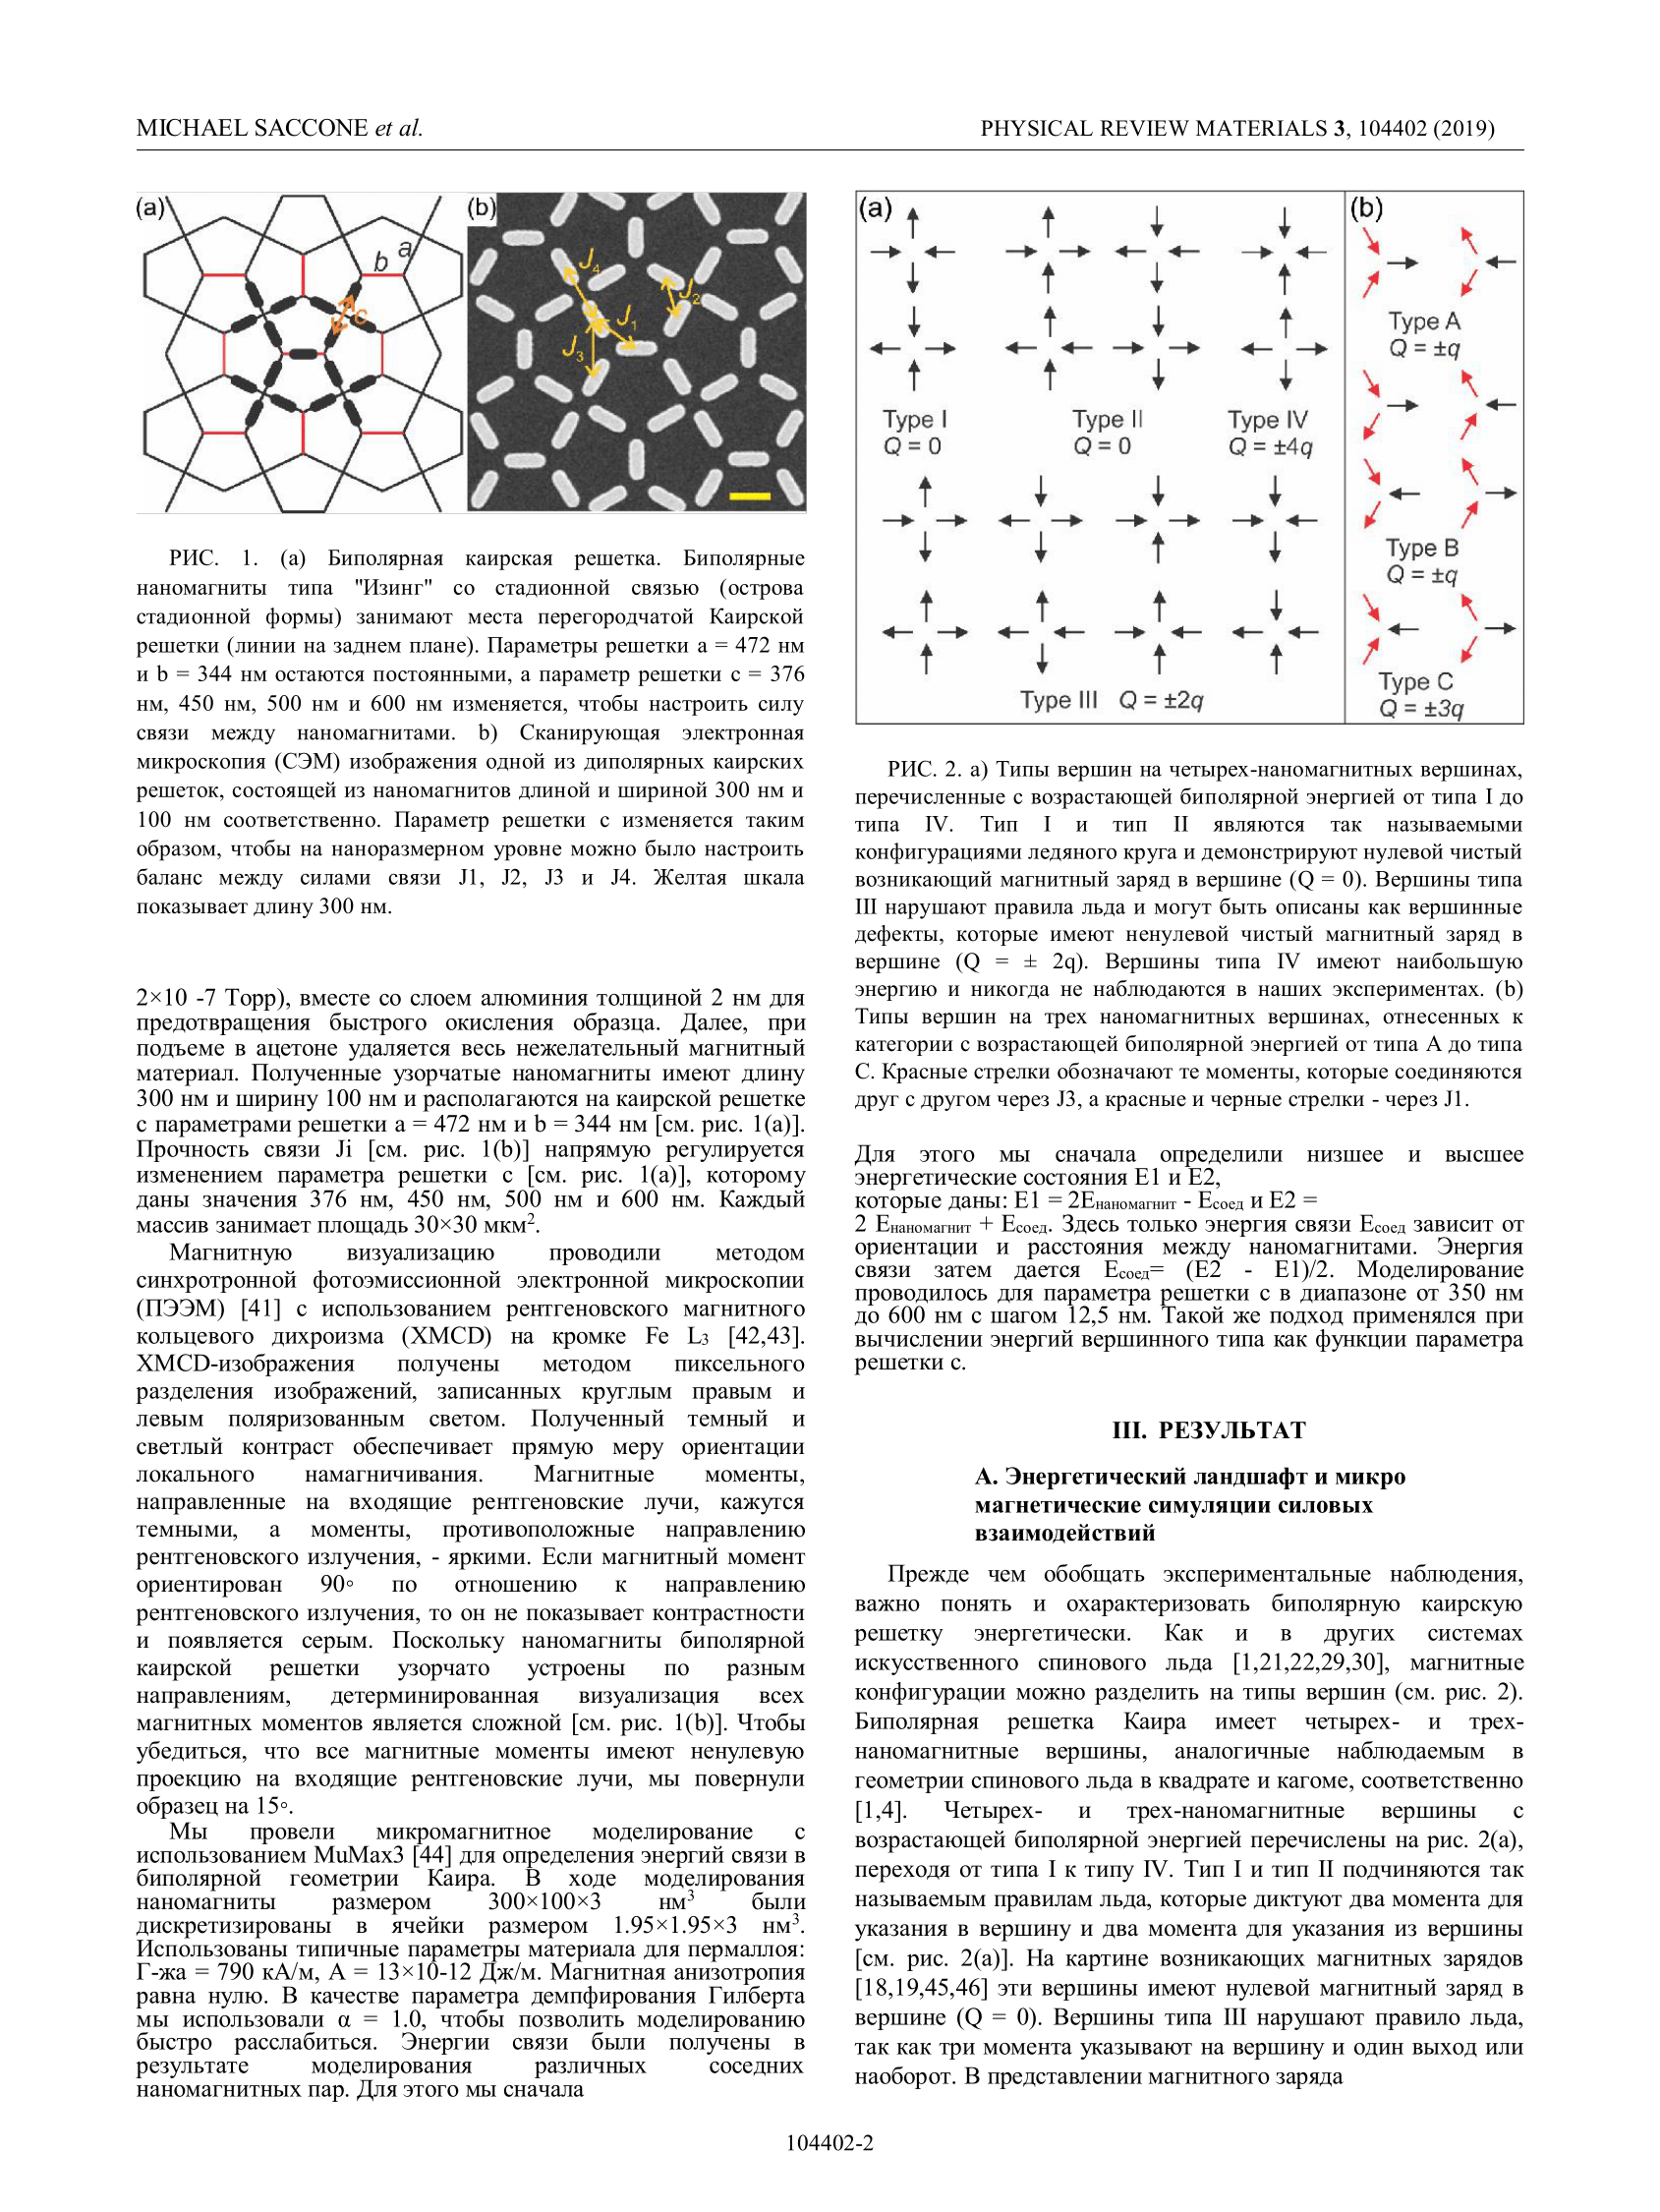 MICHAEL SACCONE et al.
PHYSICAL REVIEW MATERIALS 3, 104402 (2019)
(a)
b
a
c
(b)
J4
J2
J1
J3
РИС. 1. (а) Биполярная каирская решетка. Биполярные
наномагниты типа "Изинг" со стадионной связью (острова
стадионной формы) занимают места перегородчатой Каирской
решетки (линии на заднем плане). Параметры решетки a = 472 нм
и b = 344 нм остаются постоянными, а параметр решетки c = 376
нм, 450 нм, 500 нм и 600 нм изменяется, чтобы настроить силу
связи между наномагнитами. b) Сканирующая электронная
микроскопия (СЭМ) изображения одной из диполярных каирских
решеток, состоящей из наномагнитов длиной и шириной 300 нм и
100 нм соответственно. Параметр решетки с изменяется таким
образом, чтобы на наноразмерном уровне можно было настроить
баланс между силами связи J1, J2, J3 и J4. Желтая шкала
показывает длину 300 нм.
2×10 -7 Торр), вместе со слоем алюминия толщиной 2 нм для
предотвращения быстрого окисления образца. Далее, при
подъеме в ацетоне удаляется весь нежелательный магнитный
материал. Полученные узорчатые наномагниты имеют длину
300 нм и ширину 100 нм и располагаются на каирской решетке
с параметрами решетки a = 472 нм и b = 344 нм [см. рис. 1(a)].
Прочность связи Ji [см. рис. 1(b)] напрямую регулируется
изменением параметра решетки с [см. рис. 1(a)], которому
даны значения 376 нм, 450 нм, 500 нм и 600 нм. Каждый
массив занимает площадь 30×30 мкм².
Магнитную визуализацию проводили методом
синхротронной фотоэмиссионной электронной микроскопии
(ПЭЭМ) [41] с использованием рентгеновского магнитного
кольцевого дихроизма (XMCD) на кромке Fe L₃ [42,43].
XMCD-изображения получены методом пиксельного
разделения изображений, записанных круглым правым и
левым поляризованным светом. Полученный темный и
светлый контраст обеспечивает прямую меру ориентации
локального намагничивания. Магнитные моменты,
направленные на входящие рентгеновские лучи, кажутся
темными, а моменты, противоположные направлению
рентгеновского излучения, - яркими. Если магнитный момент
ориентирован 90◦ по отношению к направлению
рентгеновского излучения, то он не показывает контрастности
и появляется серым. Поскольку наномагниты биполярной
каирской решетки узорчато устроены по разным
направлениям, детерминированная визуализация всех
магнитных моментов является сложной [см. рис. 1(b)]. Чтобы
убедиться, что все магнитные моменты имеют ненулевую
проекцию на входящие рентгеновские лучи, мы повернули
образец на 15◦.
Мы провели микромагнитное моделирование с
использованием MuMax3 [44] для определения энергий связи в
биполярной геометрии Каира. В ходе моделирования
наномагниты размером 300×100×3 нм³ были
дискретизированы в ячейки размером 1.95×1.95×3 нм³.
Использованы типичные параметры материала для пермаллоя:
Г-жа = 790 кА/м, А = 13×10-12 Дж/м. Магнитная анизотропия
равна нулю. В качестве параметра демпфирования Гилберта
мы использовали α = 1.0, чтобы позволить моделированию
быстро расслабиться. Энергии связи были получены в
результате моделирования различных соседних
наномагнитных пар. Для этого мы сначала
(a)
Type I
Q = 0
Type II
Q = 0
Type IV
Q = ±4q
Type III Q = ±2q
(b)
Type A
Q = ±q
Type B
Q = ±q
Type C
Q = ±3q
РИС. 2. а) Типы вершин на четырех-наномагнитных вершинах,
перечисленные с возрастающей биполярной энергией от типа I до
типа IV. Тип I и тип II являются так называемыми
конфигурациями ледяного круга и демонстрируют нулевой чистый
возникающий магнитный заряд в вершине (Q = 0). Вершины типа
III нарушают правила льда и могут быть описаны как вершинные
дефекты, которые имеют ненулевой чистый магнитный заряд в
вершине (Q = ± 2q). Вершины типа IV имеют наибольшую
энергию и никогда не наблюдаются в наших экспериментах. (b)
Типы вершин на трех наномагнитных вершинах, отнесенных к
категории с возрастающей биполярной энергией от типа А до типа
С. Красные стрелки обозначают те моменты, которые соединяются
друг с другом через J3, а красные и черные стрелки - через J1.
Для этого мы сначала определили низшее и высшее
энергетические состояния E1 и E2,
которые даны: E1 = 2Eнаномагнит - Eсоед и E2 =
2 Eнаномагнит + Eсоед. Здесь только энергия связи Eсоед зависит от
ориентации и расстояния между наномагнитами. Энергия
связи затем дается Eсоед= (E2 - E1)/2. Моделирование
проводилось для параметра решетки с в диапазоне от 350 нм
до 600 нм с шагом 12,5 нм. Такой же подход применялся при
вычислении энергий вершинного типа как функции параметра
решетки с.
III. РЕЗУЛЬТАТ
А. Энергетический ландшафт и микро
магнетические симуляции силовых
взаимодействий
Прежде чем обобщать экспериментальные наблюдения,
важно понять и охарактеризовать биполярную каирскую
решетку энергетически. Как и в других системах
искусственного спинового льда [1,21,22,29,30], магнитные
конфигурации можно разделить на типы вершин (см. рис. 2).
Биполярная решетка Каира имеет четырех- и трех-
наномагнитные вершины, аналогичные наблюдаемым в
геометрии спинового льда в квадрате и кагоме, соответственно
[1,4]. Четырех- и трех-наномагнитные вершины с
возрастающей биполярной энергией перечислены на рис. 2(a),
переходя от типа I к типу IV. Тип I и тип II подчиняются так
называемым правилам льда, которые диктуют два момента для
указания в вершину и два момента для указания из вершины
[см. рис. 2(a)]. На картине возникающих магнитных зарядов
[18,19,45,46] эти вершины имеют нулевой магнитный заряд в
вершине (Q = 0). Вершины типа III нарушают правило льда,
так как три момента указывают на вершину и один выход или
наоборот. В представлении магнитного заряда
104402-2